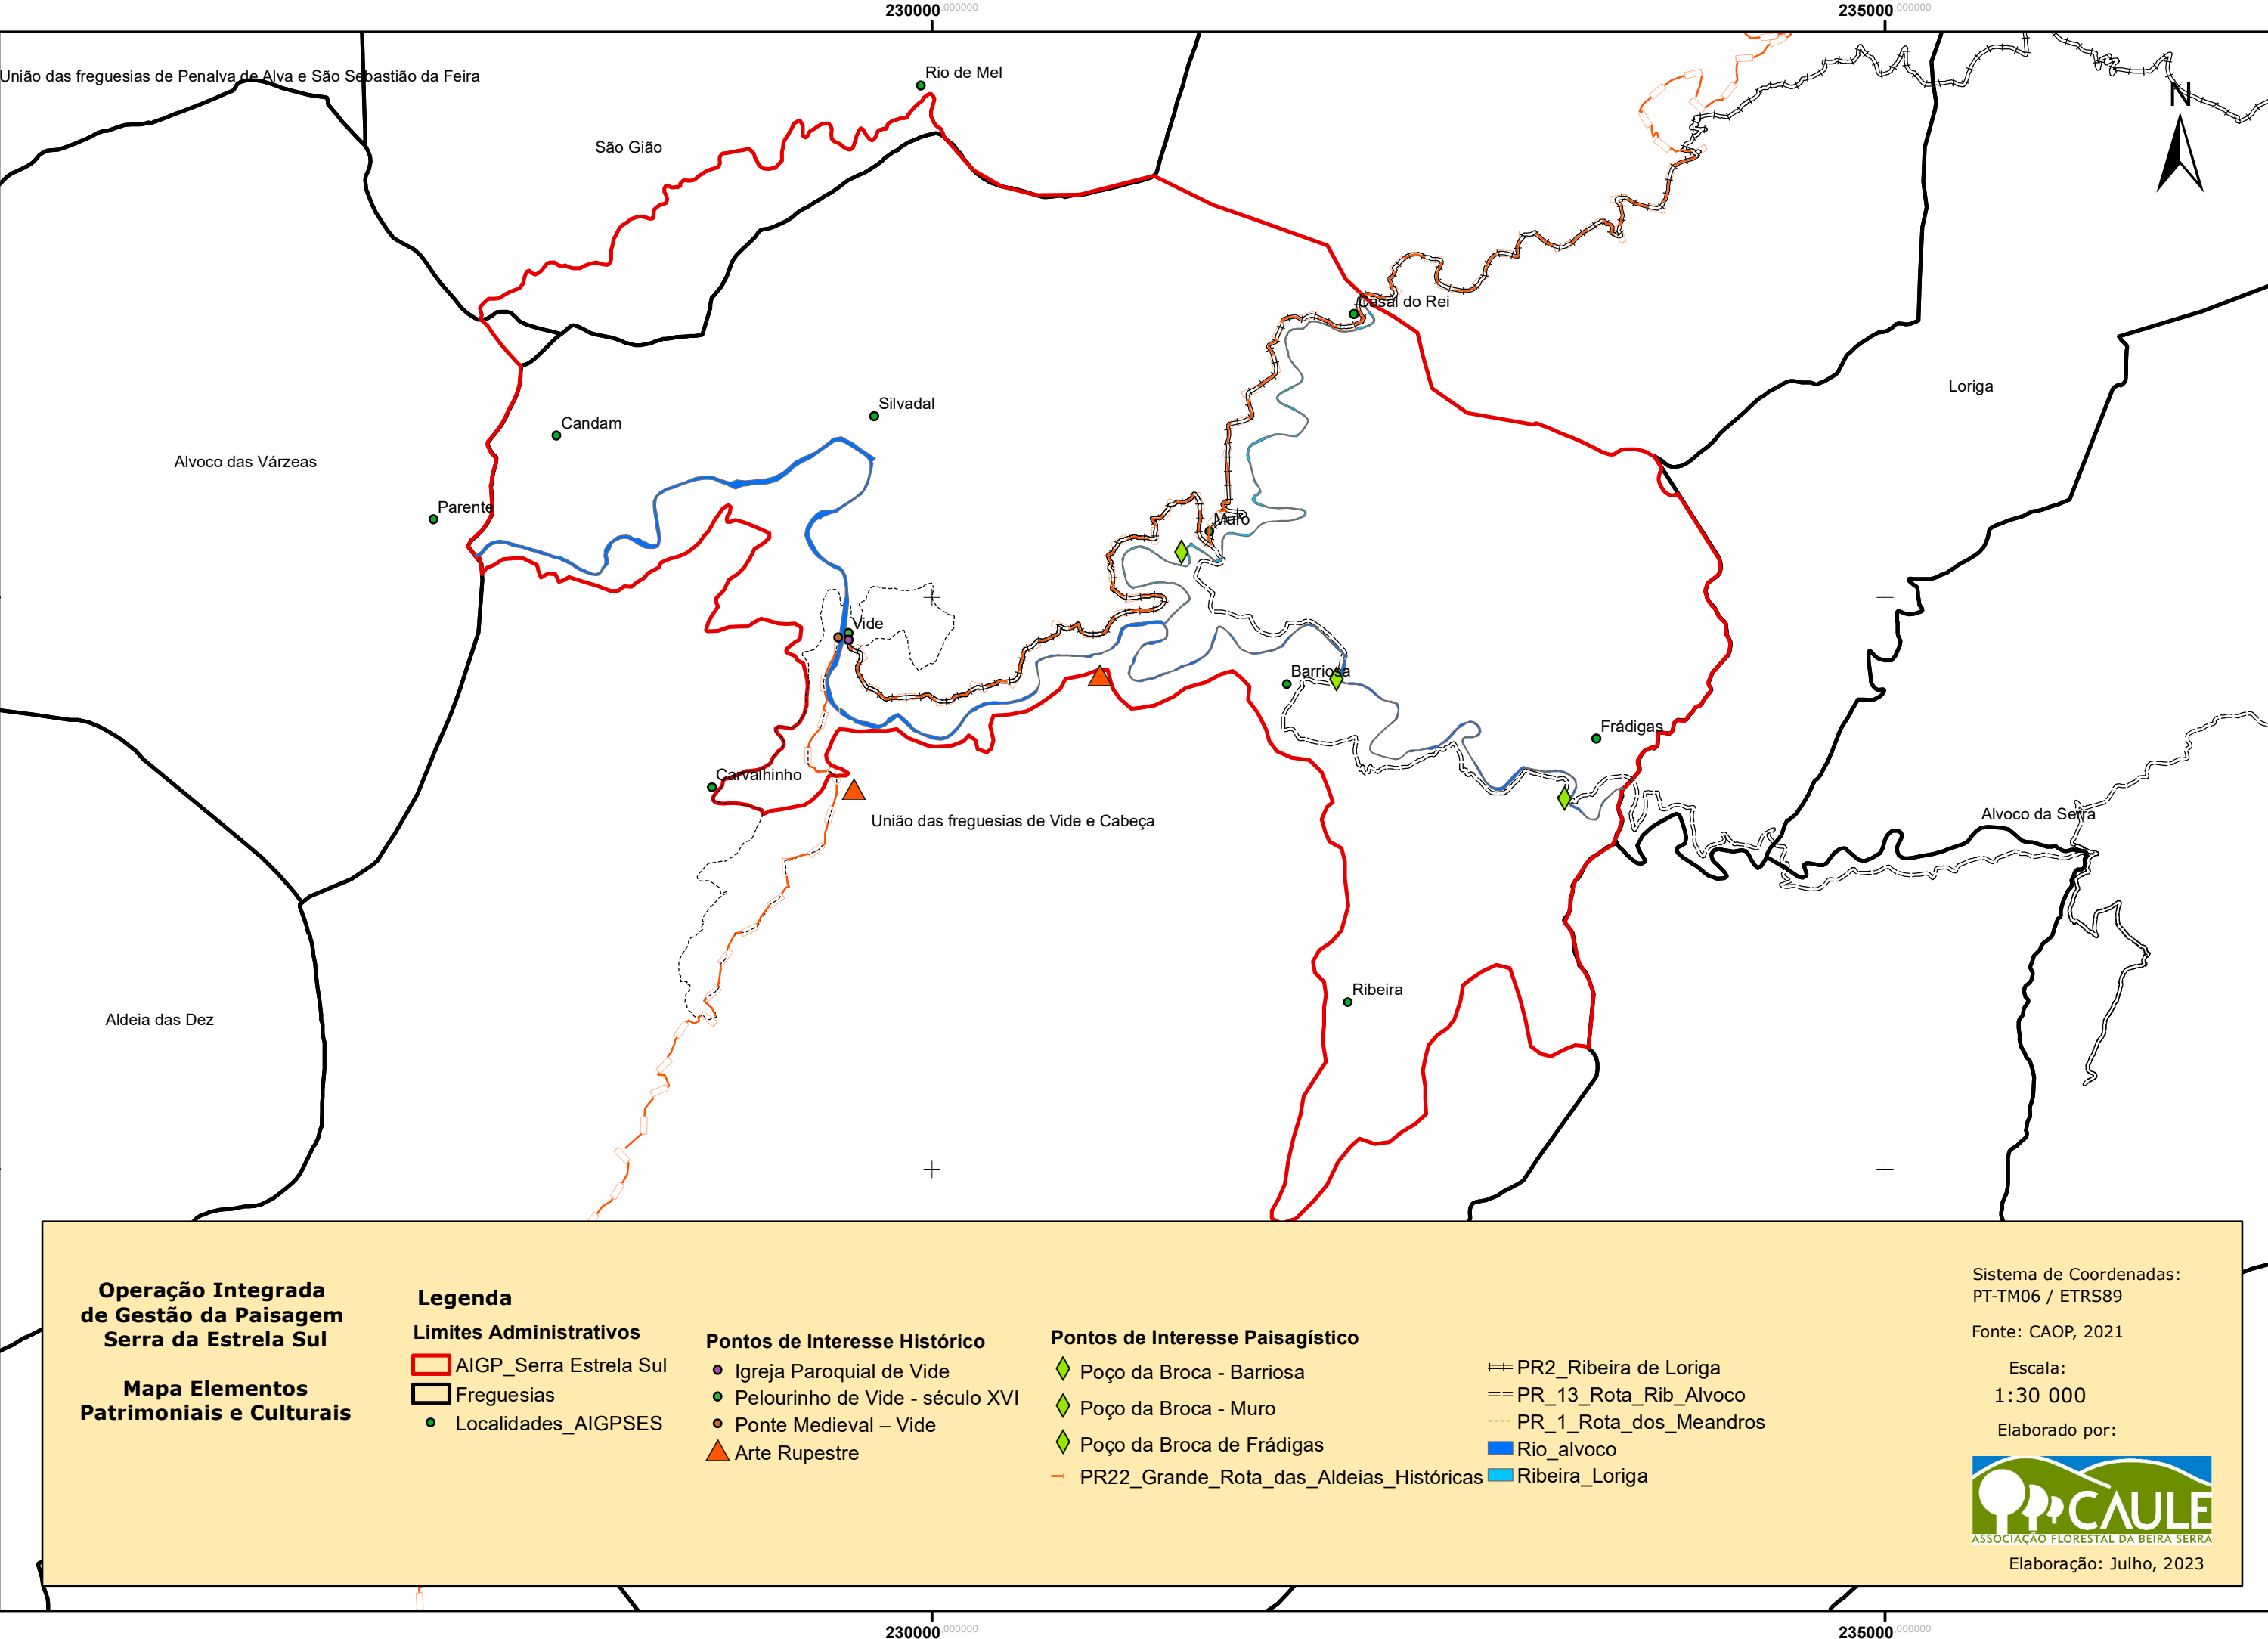 230000.000000
235000.000000
União das freguesias de Penalva de Alva e São Sebastião da Feira
Rio de Mel
N
São Gião
Casal do Rei
Loriga
Silvadal
Candam
Alvoco das Várzeas
Parente
Muro
Vide
Barriosa
Frádigas
Carvalhinho
Alvoco da Serra
União das freguesias de Vide e Cabeça
Ribeira
Aldeia das Dez
Operação Integrada
de Gestão da Paisagem
Serra da Estrela Sul
Mapa Elementos
Patrimoniais e Culturais
Legenda
Limites Administrativos
AIGP_Serra Estrela Sul
Freguesias
Localidades_AIGPSES
Pontos de Interesse Histórico
Igreja Paroquial de Vide
Pelourinho de Vide - século XVI
Ponte Medieval – Vide
Arte Rupestre
Pontos de Interesse Paisagístico
Poço da Broca - Barriosa
Poço da Broca - Muro
Poço da Broca de Frádigas
PR22_Grande_Rota_das_Aldeias_Históricas
PR2_Ribeira de Loriga
PR_13_Rota_Rib_Alvoco
PR_1_Rota_dos_Meandros
Rio_alvoco
Ribeira_Loriga
Sistema de Coordenadas:
PT-TM06 / ETRS89
Fonte: CAOP, 2021
Escala:
1:30 000
Elaborado por:
CAULE
ASSOCIAÇÃO FLORESTAL DA BEIRA SERRA
Elaboração: Julho, 2023
230000.000000
235000.000000